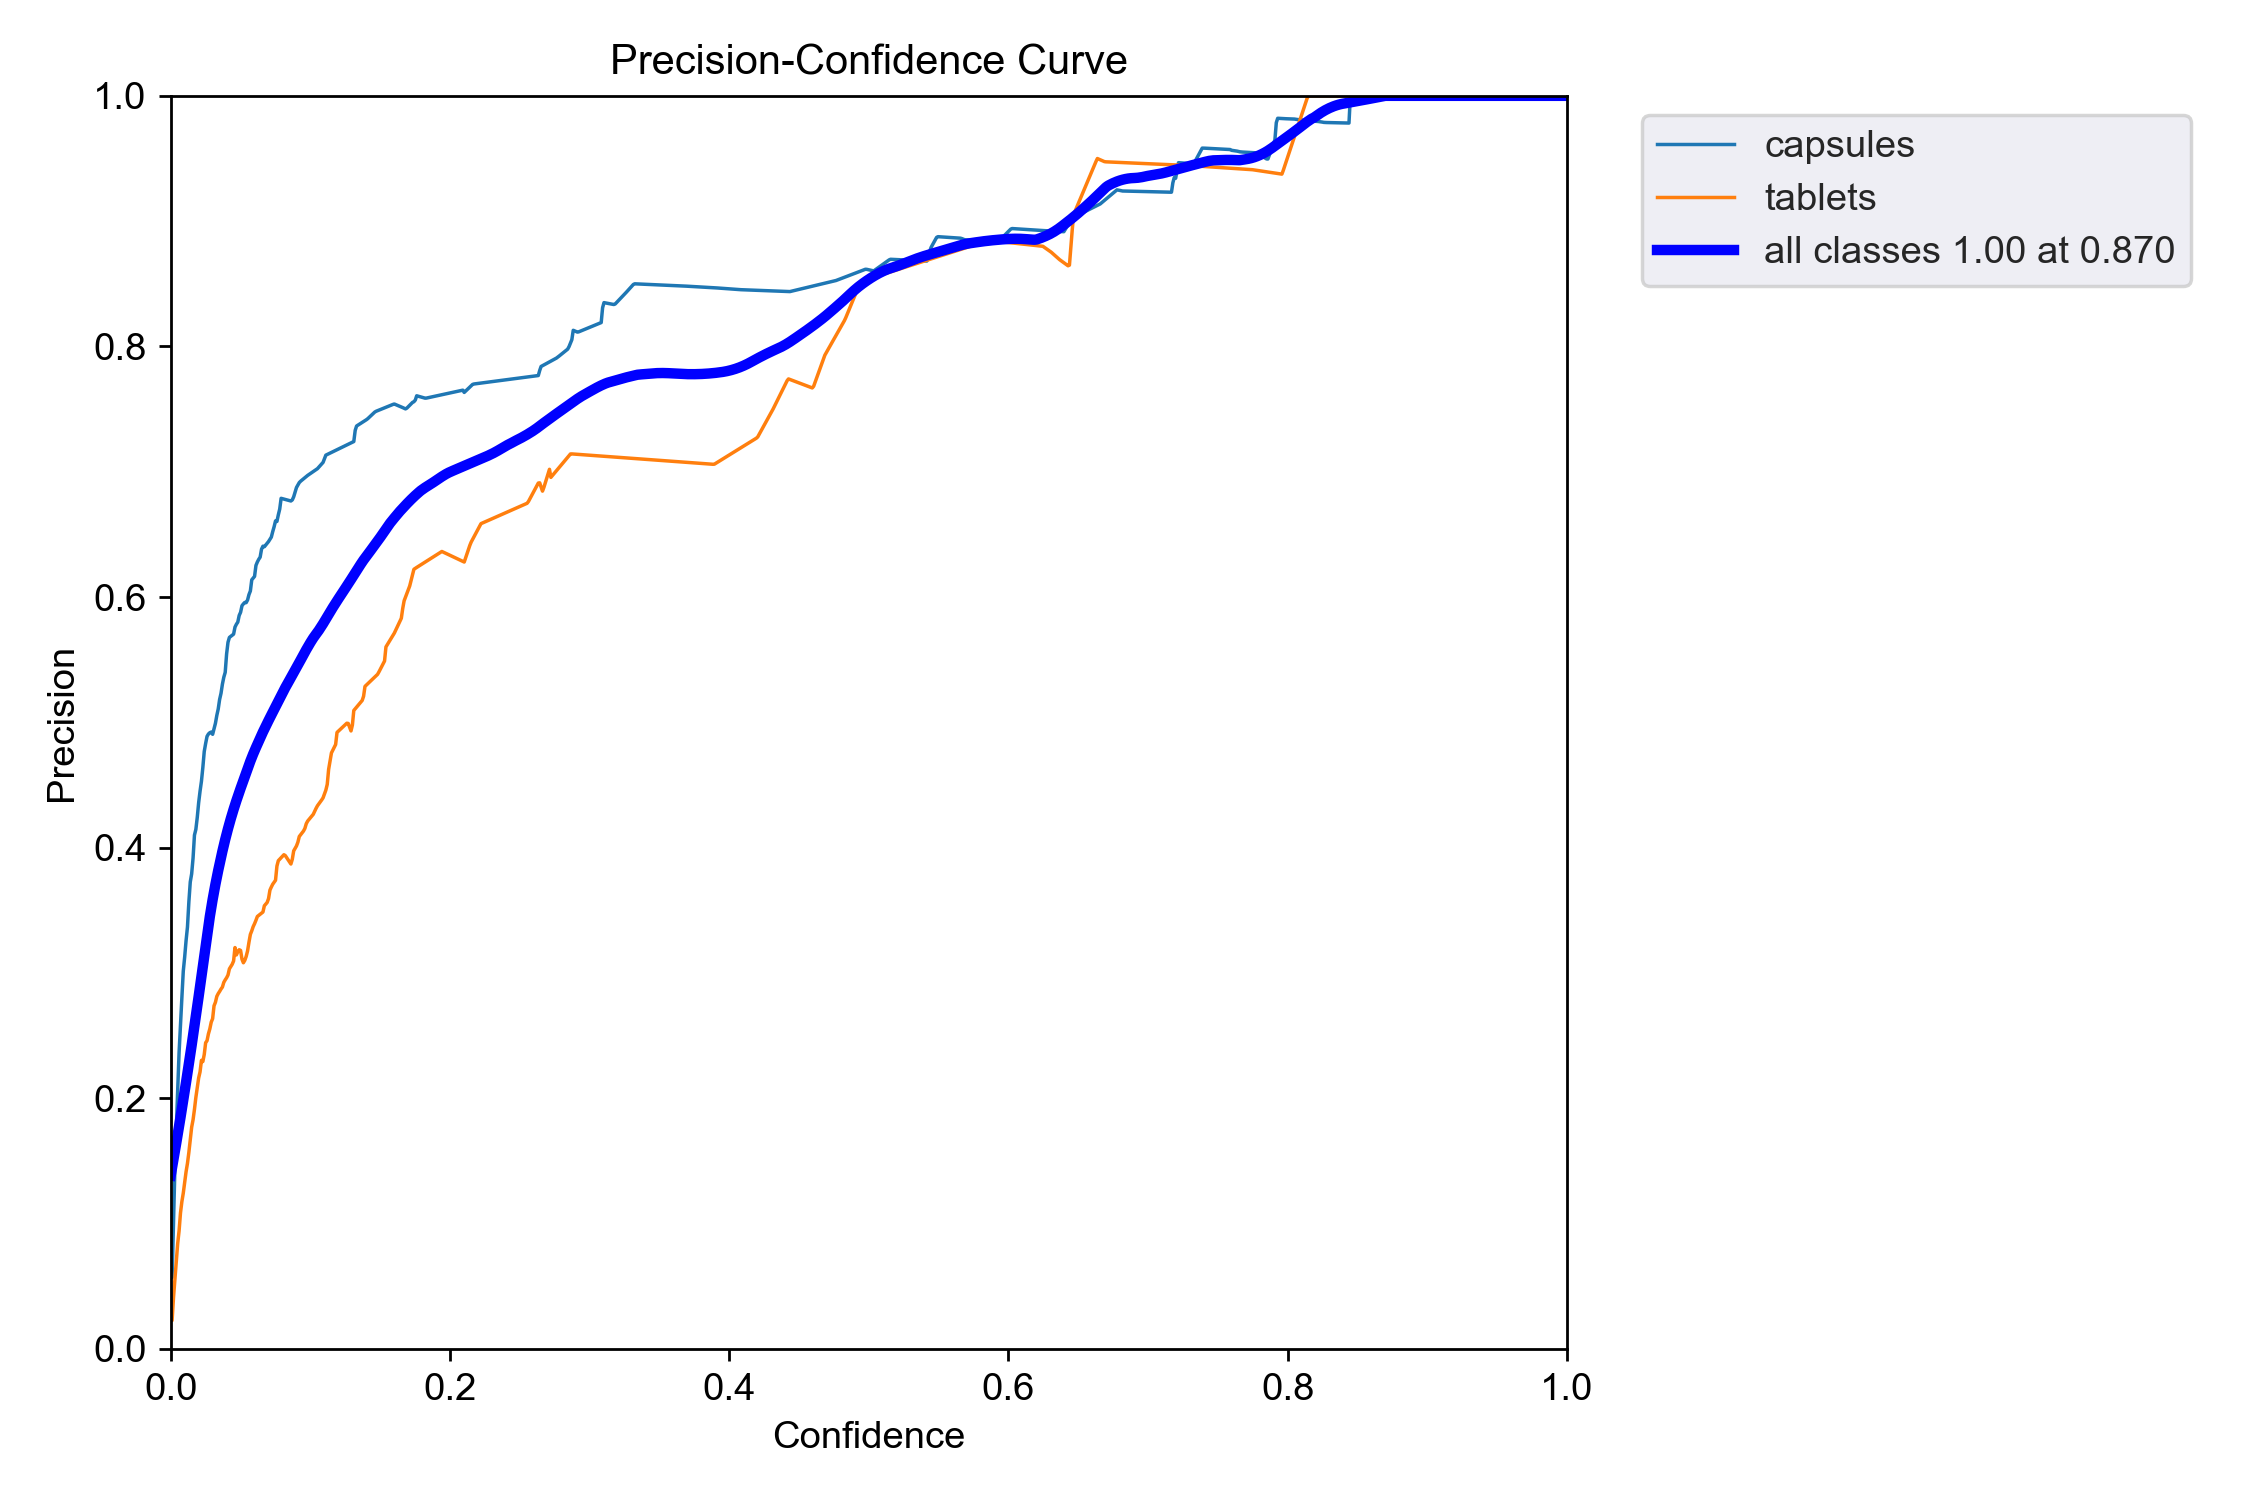 Precision-Confidence Curve
1.0
0.8
0.6
0.4
0.2
0.0
Precision
0.0 0.2 0.4 0.6 0.8 1.0
Confidence
capsules
tablets
all classes 1.00 at 0.870